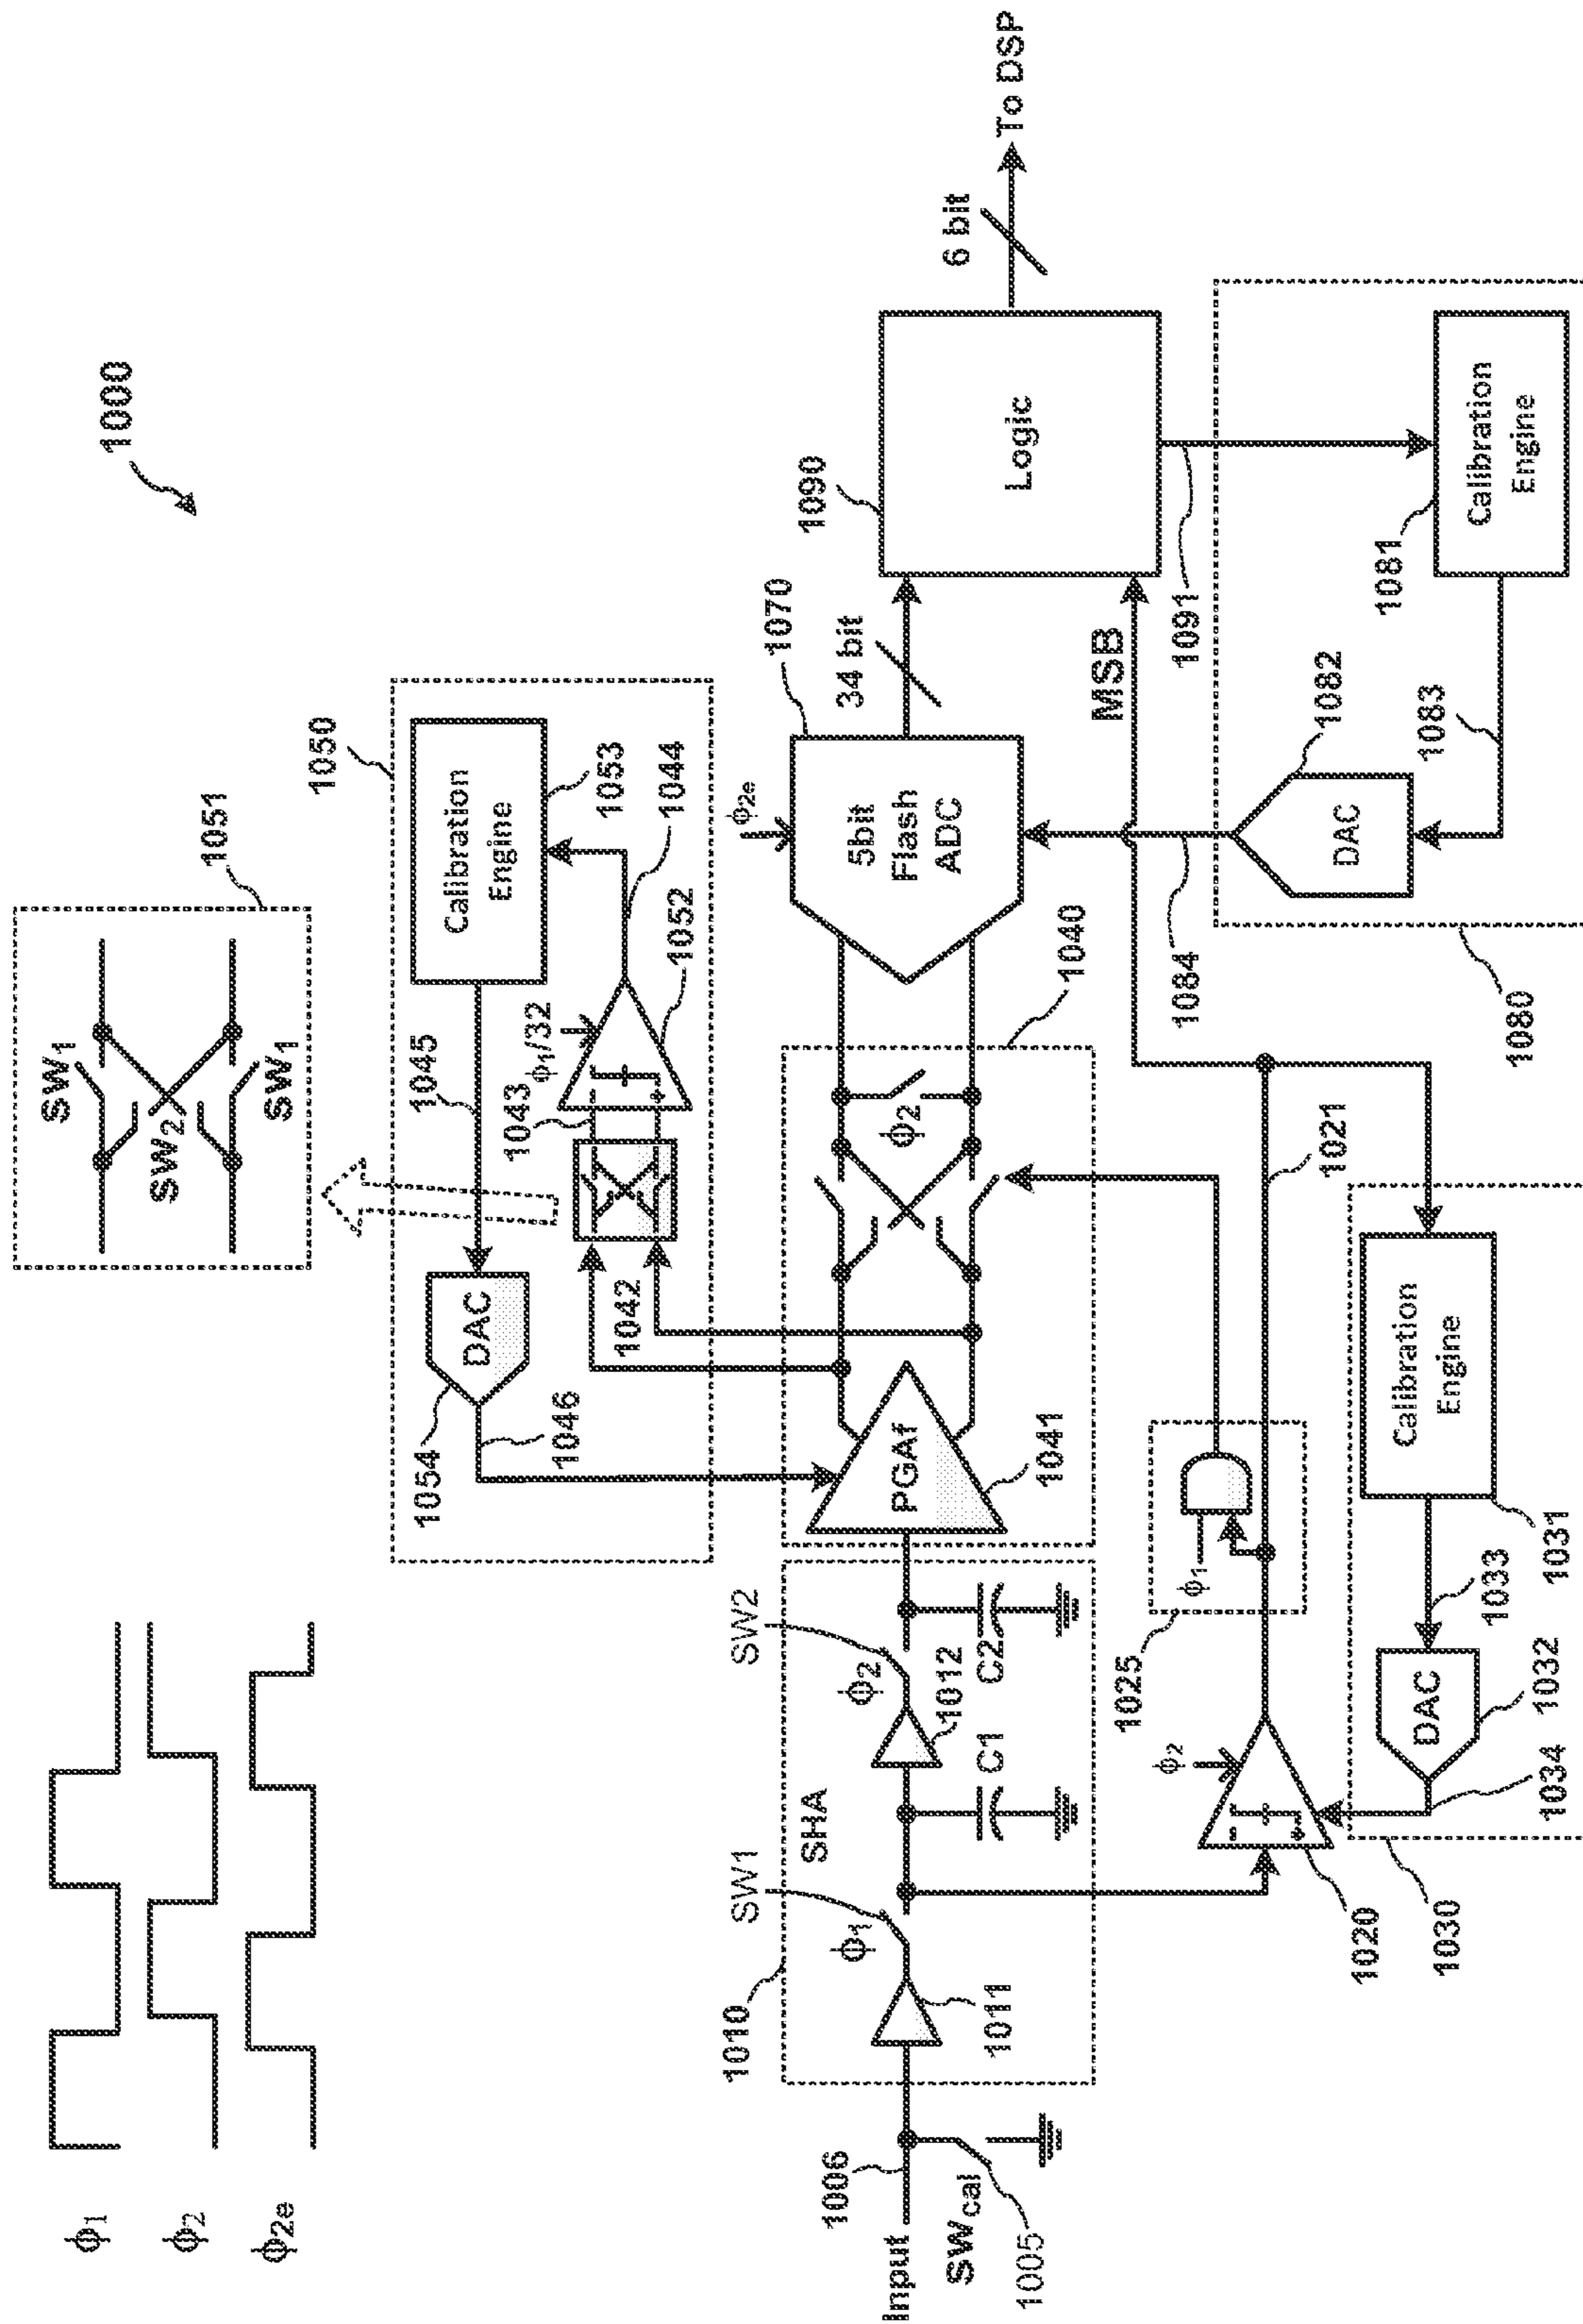 1000
ϕ1
ϕ2
ϕ2e
SW1
SW2
SW1
1051
1050
1054
DAC
1045
Calibration
Engine
1053
1046
1042
1043
ϕ1/32
1044
1052
Input
1006
SWcal
1005
1010
SHA
1011
ϕ1
SW1
C1
1012
ϕ2
SW2
C2
PGAf
1041
ϕ2
1040
ϕ2e
5bit
Flash
ADC
1070
34 bit
1090
Logic
6 bit
To DSP
MSB
1091
1084
1020
ϕ2
1025
ϕ1
1021
1030
1034
DAC
1032
1033
Calibration
Engine
1031
1080
DAC
1082
1083
1081
Calibration
Engine